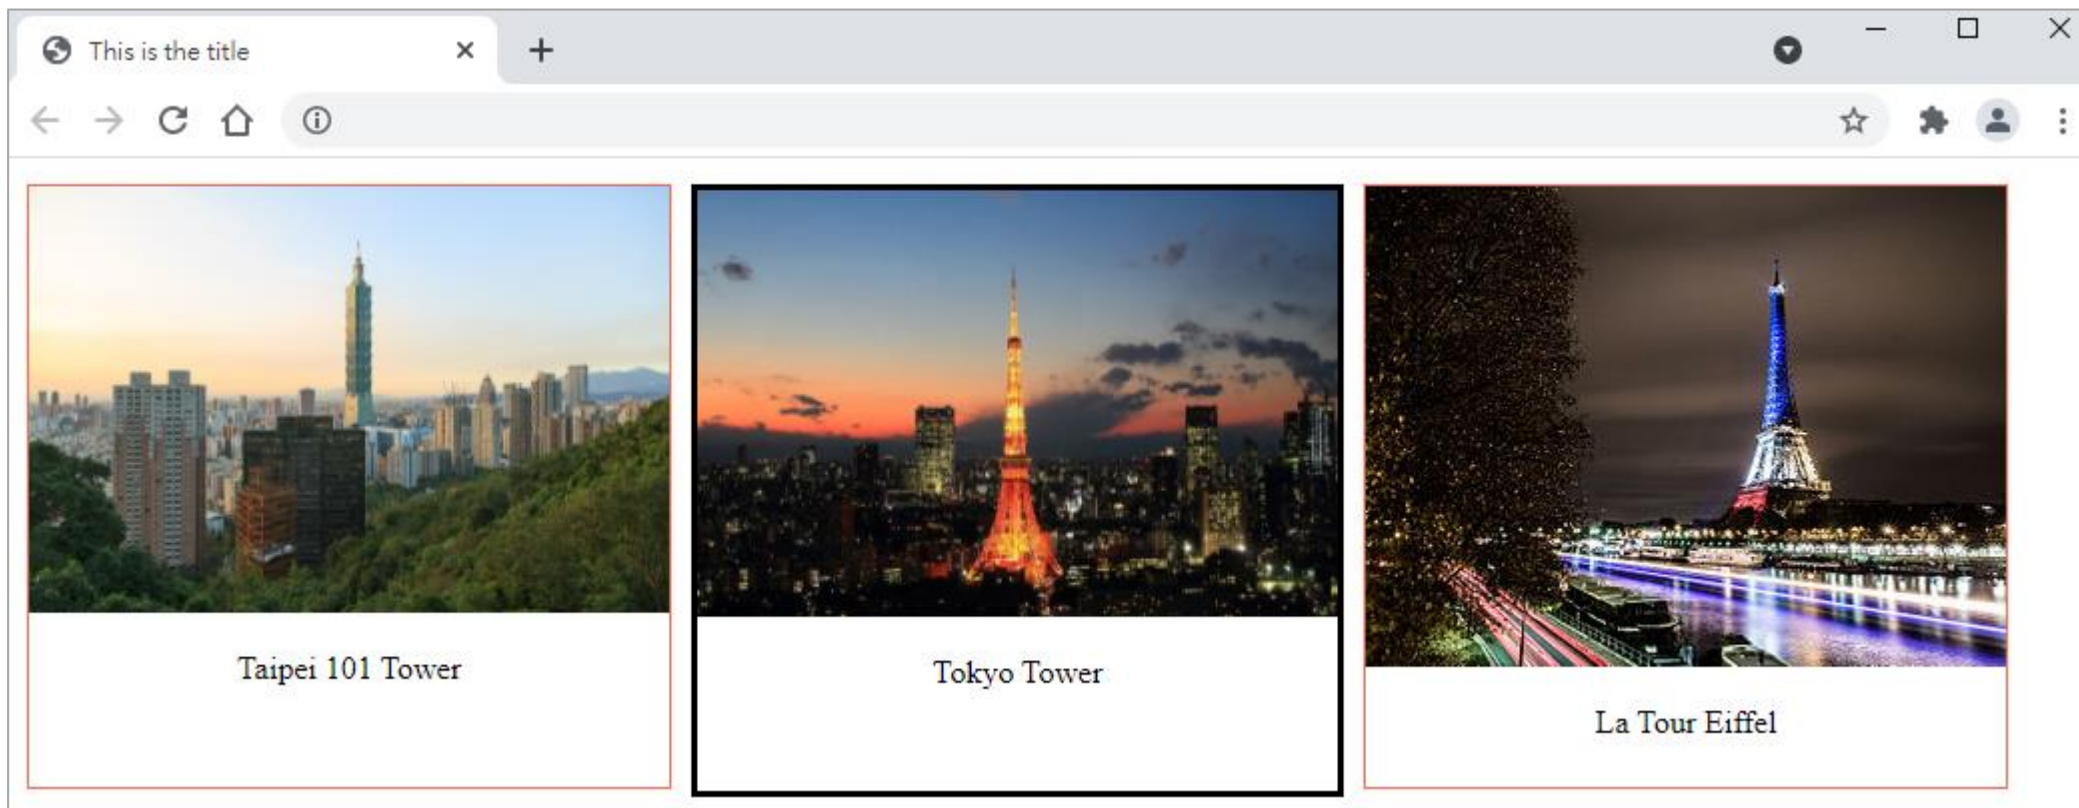 This is the title
Taipei 101 Tower
Tokyo Tower
La Tour Eiffel